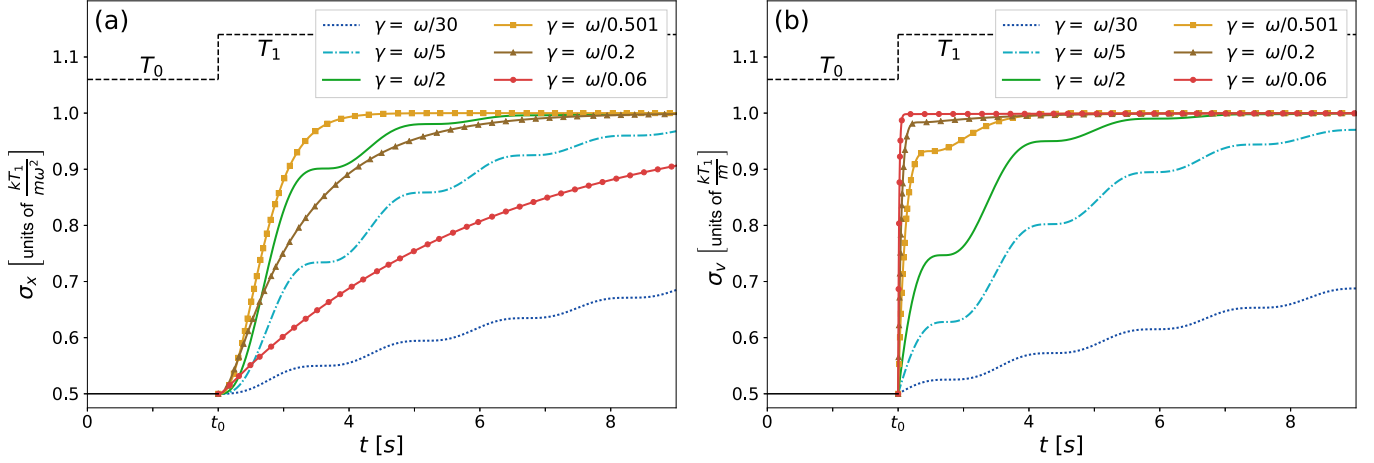 (a)
T₀
T₁
γ = ω/30
γ = ω/5
γ = ω/2
γ = ω/0.501
γ = ω/0.2
γ = ω/0.06
1.1
1.0
0.9
0.8
0.7
0.6
0.5
σₓ [units of kT₁/mω²]
0
t₀
4
6
8
t [s]
(b)
T₀
T₁
γ = ω/30
γ = ω/5
γ = ω/2
γ = ω/0.501
γ = ω/0.2
γ = ω/0.06
1.1
1.0
0.9
0.8
0.7
0.6
0.5
σᵥ [units of kT₁/m]
0
t₀
4
6
8
t [s]